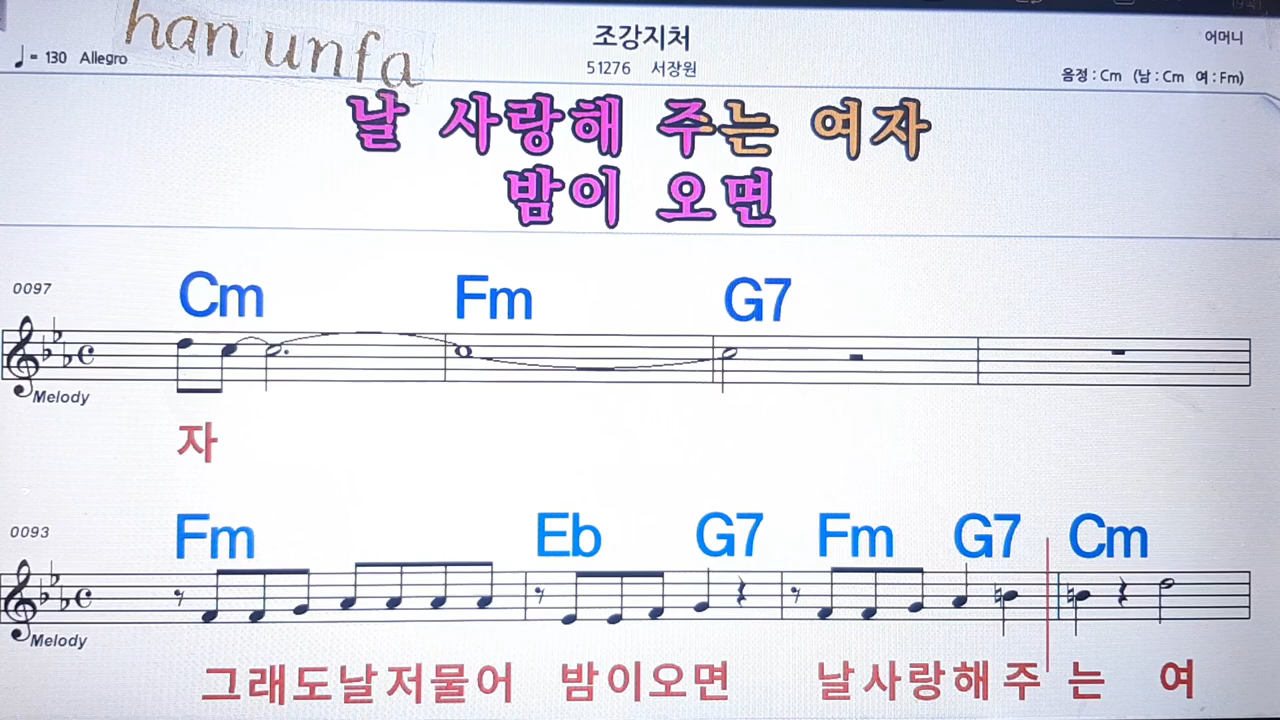 han unfa
조강지처
어머니
♩= 130 Allegro
51276 서장원
음정 : Cm (남 : Cm 여 : Fm)
날 사랑해 주는 여자
밤이 오면
0097
Cm Fm G7
Melody
자
0093
Fm Eb G7 Fm G7 Cm
Melody
그래도날저물어 밤이오면 날사랑해주는 여